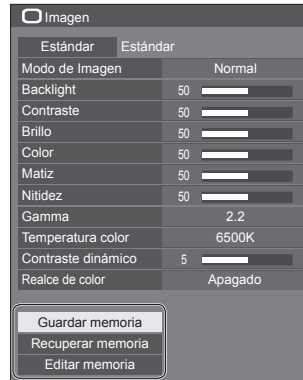 Imagen
Estándar Estándar
Modo de Imagen Normal
Backlight 50
Contraste 50
Brillo 50
Color 50
Matiz 50
Nitidez 50
Gamma 2.2
Temperatura color 6500K
Contraste dinámico 5
Realce de color Apagado
Guardar memoria
Recuperar memoria
Editar memoria